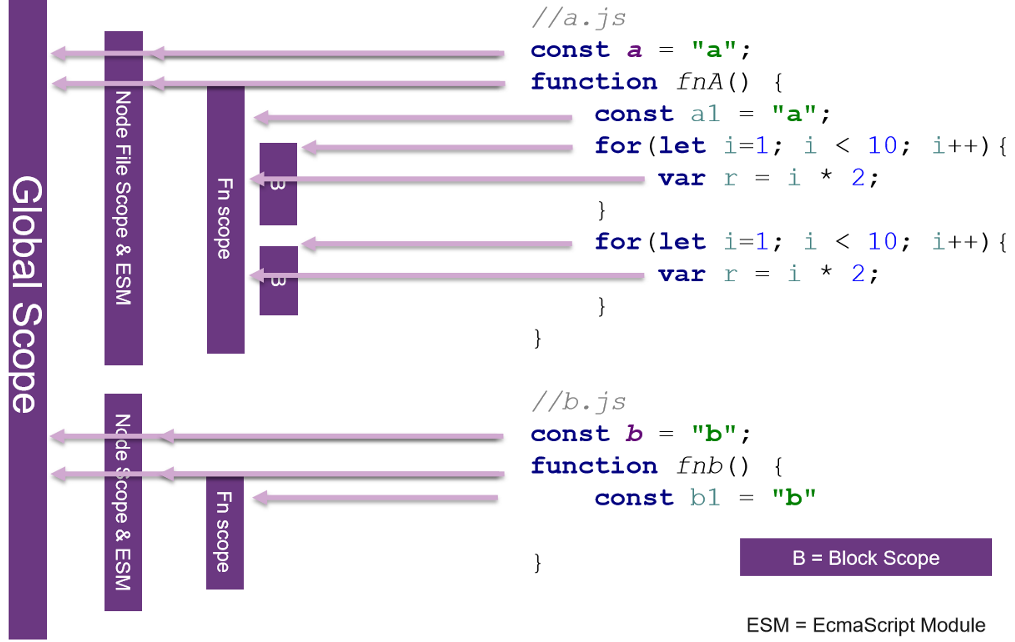 Global Scope
Node File Scope & ESM
Fn scope
B
B
//a.js
const a = "a";
function fnA() {
const a1 = "a";
for(let i=1; i < 10; i++){
var r = i * 2;
}
for(let i=1; i < 10; i++){
var r = i * 2;
}
}
Node Scope & ESM
Fn scope
//b.js
const b = "b";
function fnb() {
const b1 = "b"
}
B = Block Scope
ESM = EcmaScript Module